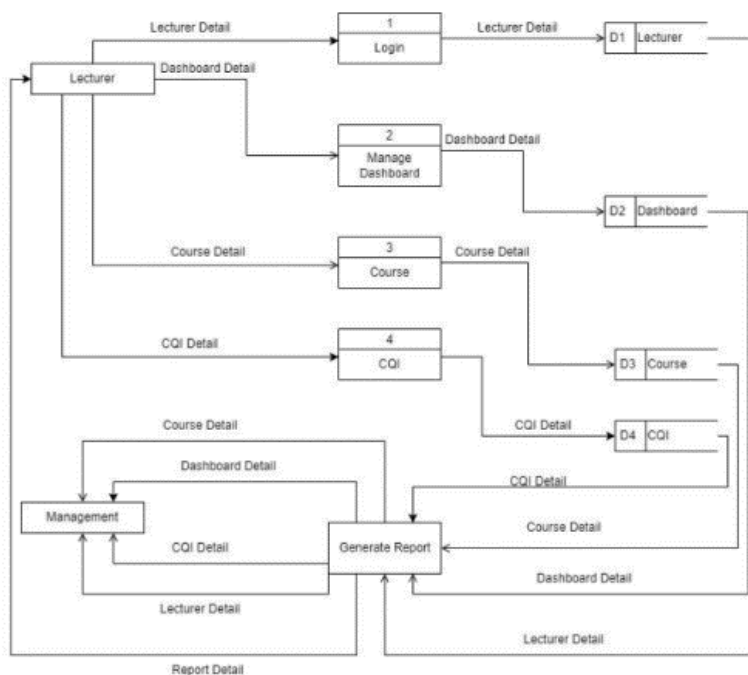 1
Lecturer Detail
Lecturer Detail
Login
D1 Lecturer
Lecturer
Dashboard Detail
2
Dashboard Detail
Manage
Dashboard
D2 Dashboard
3
Course Detail
Course Detail
Course
4
CQI Detail
CQI
D3 Course
Course Detail
CQI Detail
D4 CQI
Dashboard Detail
CQI Detail
Management
Course Detail
Generate Report
CQI Detail
Dashboard Detail
Lecturer Detail
Lecturer Detail
Report Detail